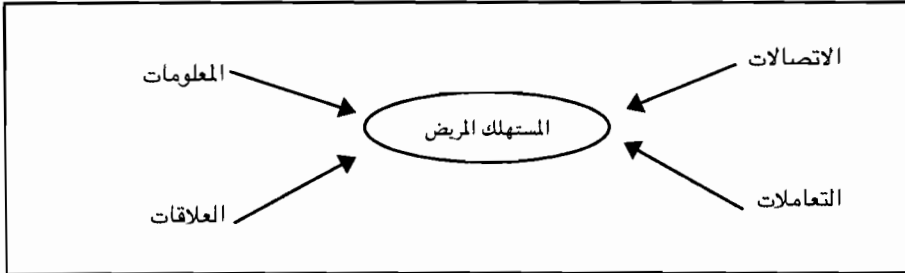 الاتصالات
المعلومات
المستهلك المريض
التعاملات
العلاقات